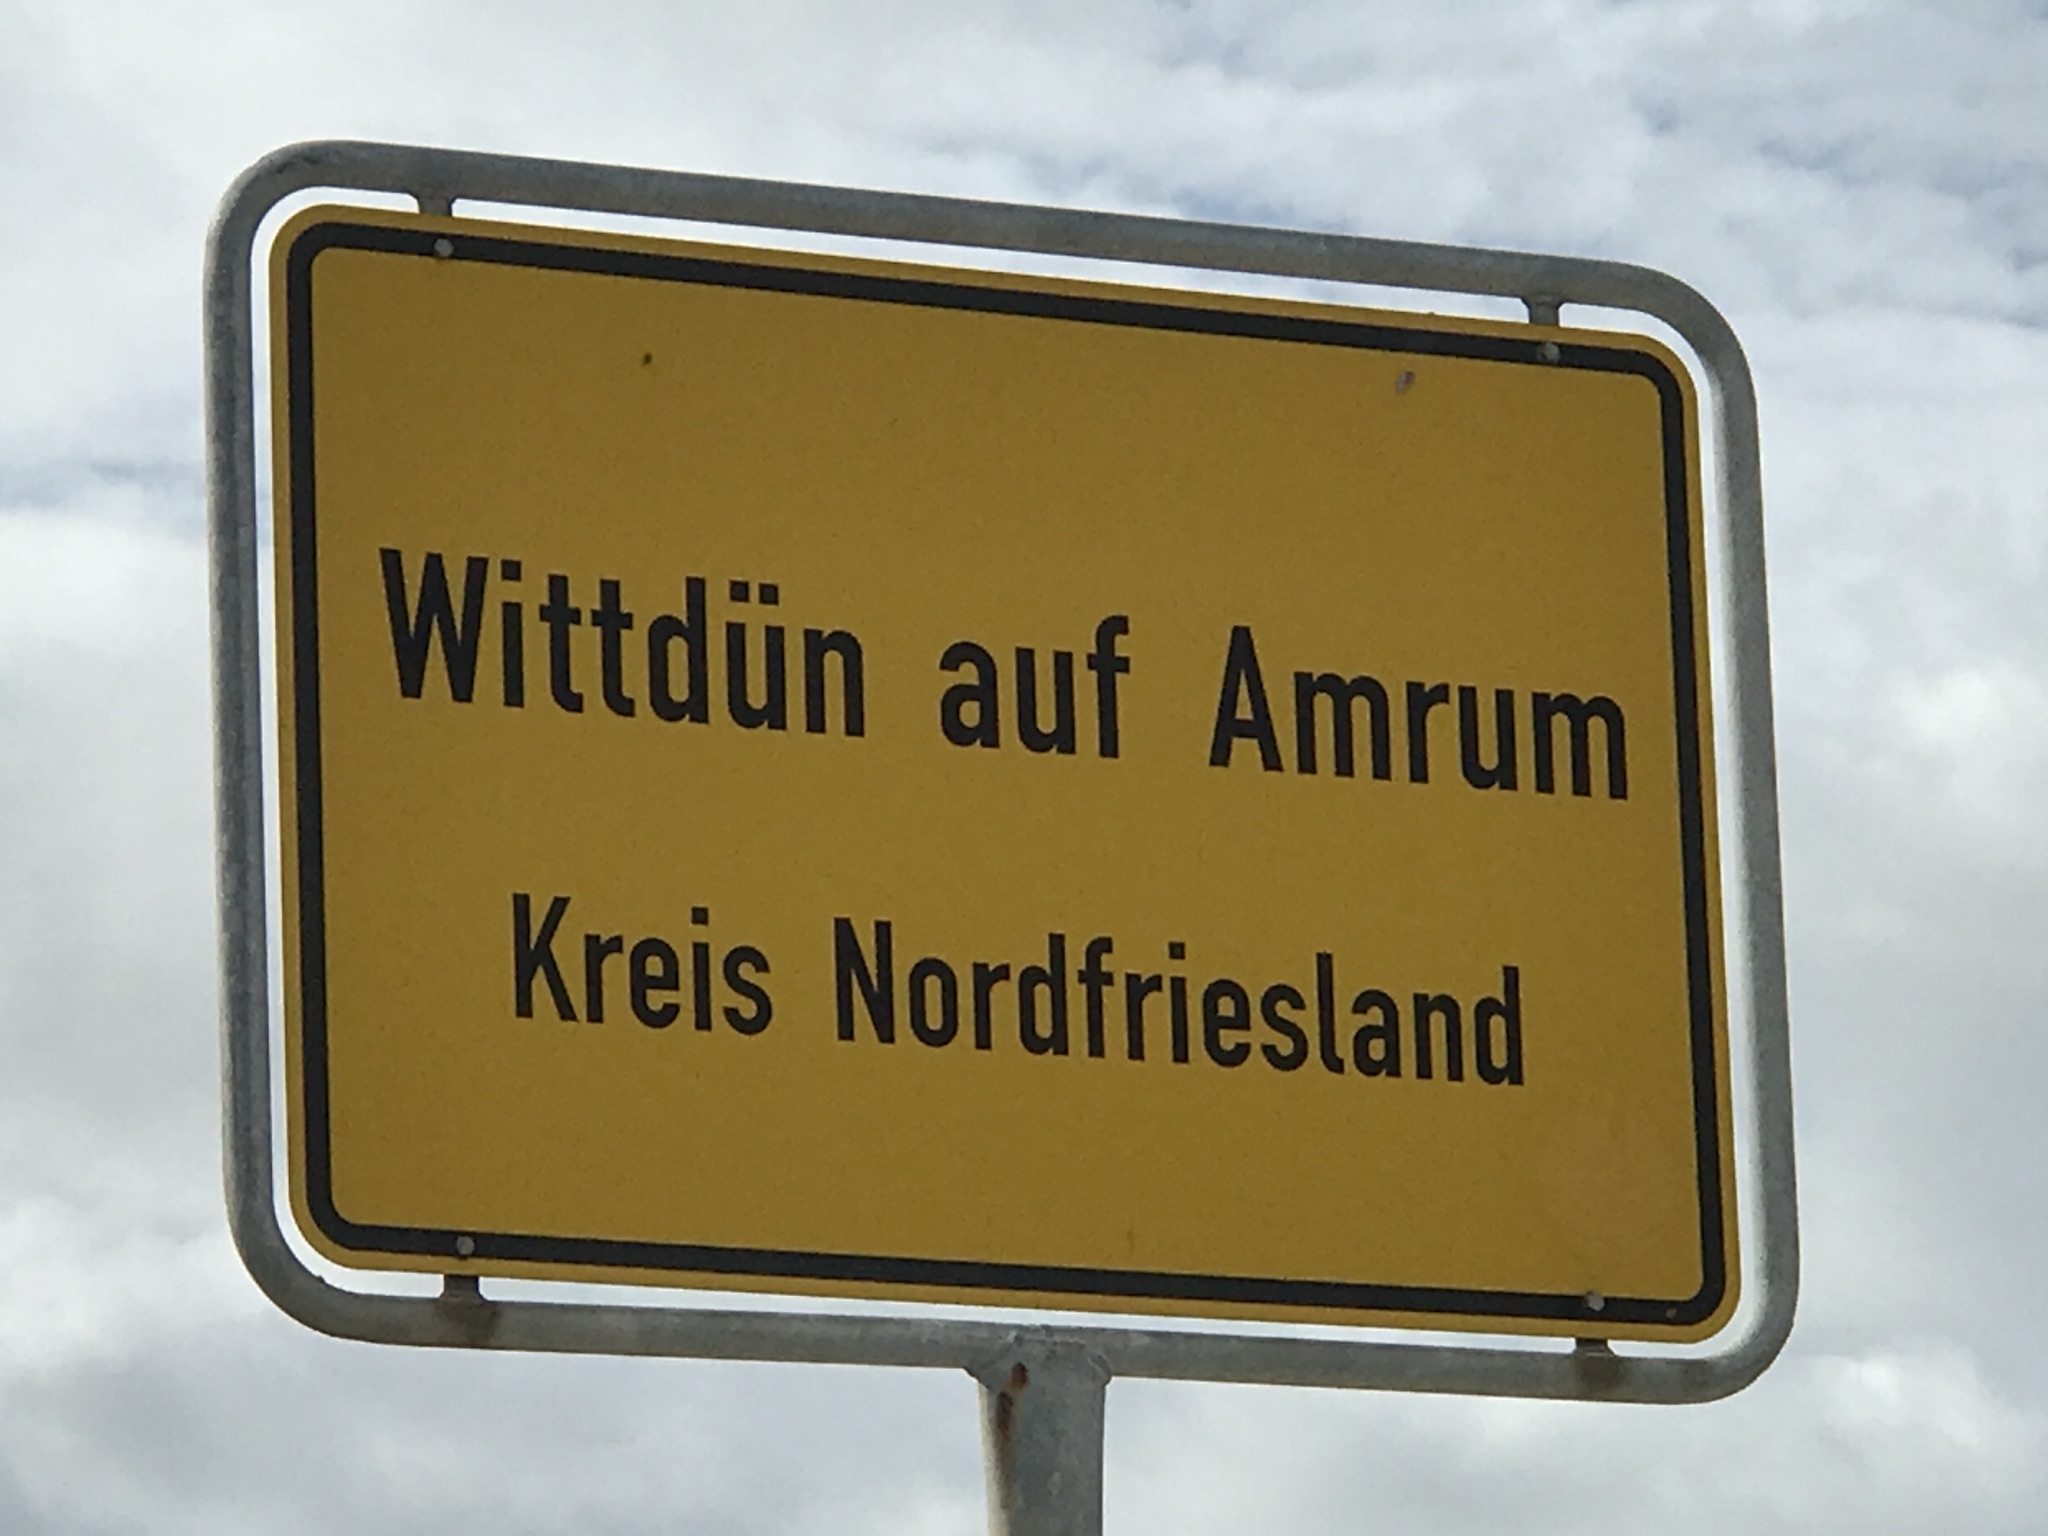 Wittdün auf Amrum
Kreis Nordfriesland